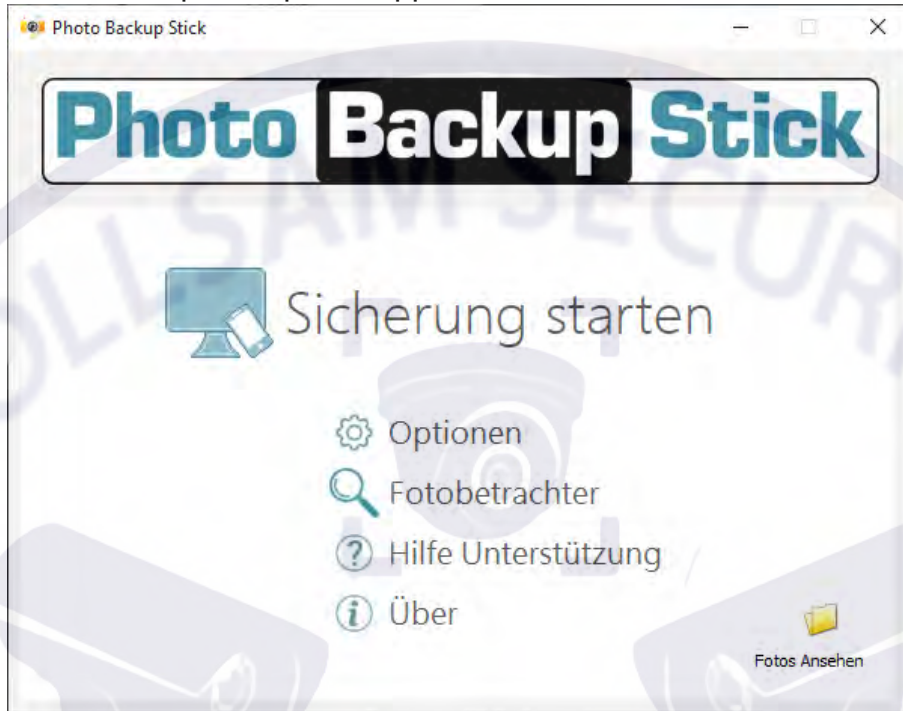 Photo Backup Stick
Photo Backup Stick
Sicherung starten
Optionen
Fotobetrachter
Hilfe Unterstützung
Über
Fotos Ansehen